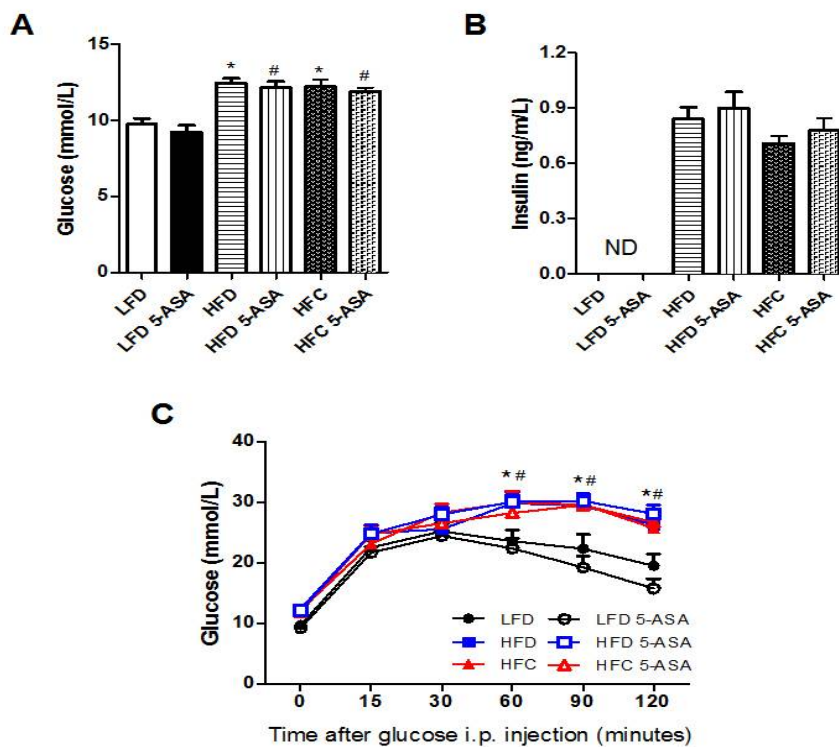 A
Glucose (mmol/L)
15
10
5
0
*
#
*
#
LFD
LFD 5-ASA
HFD
HFD 5-ASA
HFC
HFC 5-ASA
B
Insulin (ng/m/L)
1.2
0.9
0.6
0.3
0.0
ND
LFD
LFD 5-ASA
HFD
HFD 5-ASA
HFC
HFC 5-ASA
C
Glucose (mmol/L)
40
30
20
10
0
*#
*#
*#
LFD
LFD 5-ASA
HFD
HFD 5-ASA
HFC
HFC 5-ASA
0 15 30 60 90 120
Time after glucose i.p. injection (minutes)